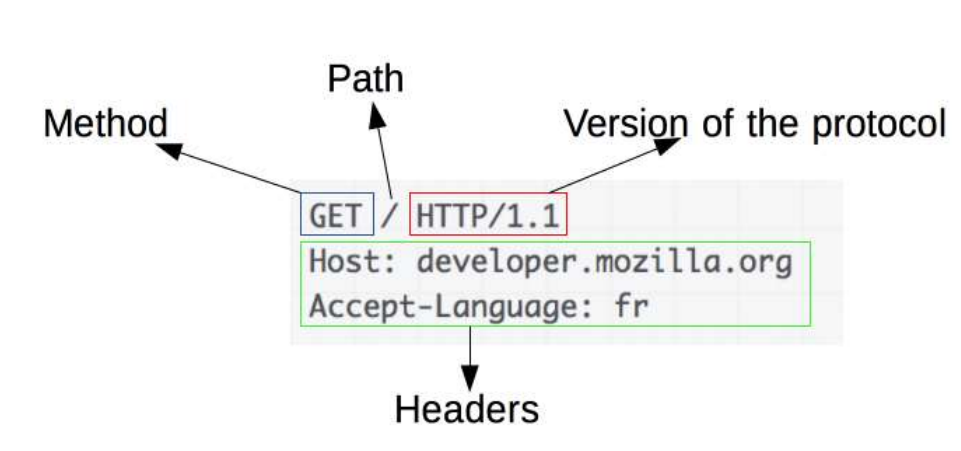 Path
Method
Version of the protocol
GET / HTTP/1.1
Host: developer.mozilla.org
Accept-Language: fr
Headers